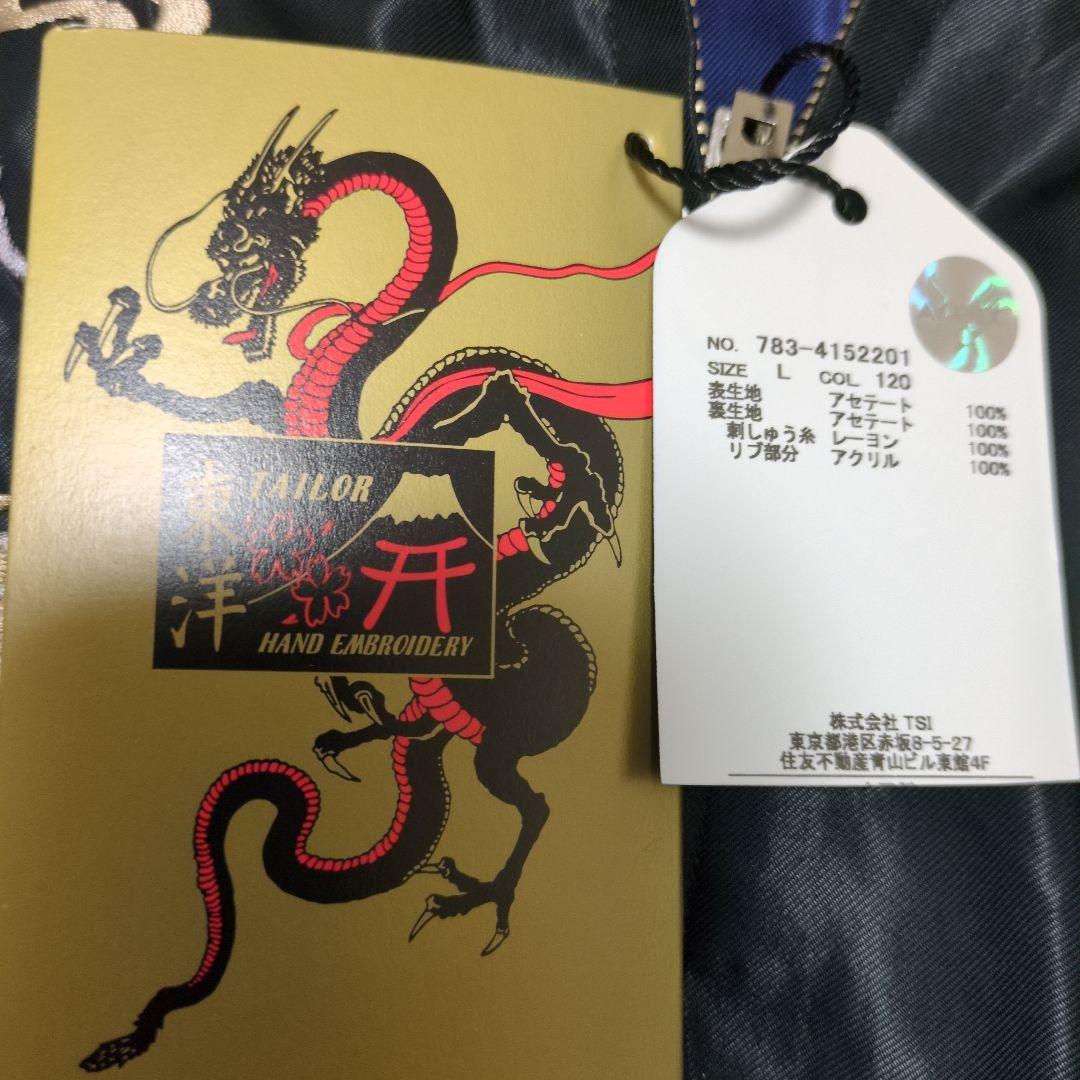 東洋
TAILOR
HAND EMBROIDERY
NO. 783-4152201
SIZE L COL 120
表生地 アセテート 100%
裏生地 アセテート 100%
刺しゅう糸 レーヨン 100%
リブ部分 アクリル 100%
株式会社 TSI
東京都港区赤坂8-5-27
住友不動産青山ビル東館4F